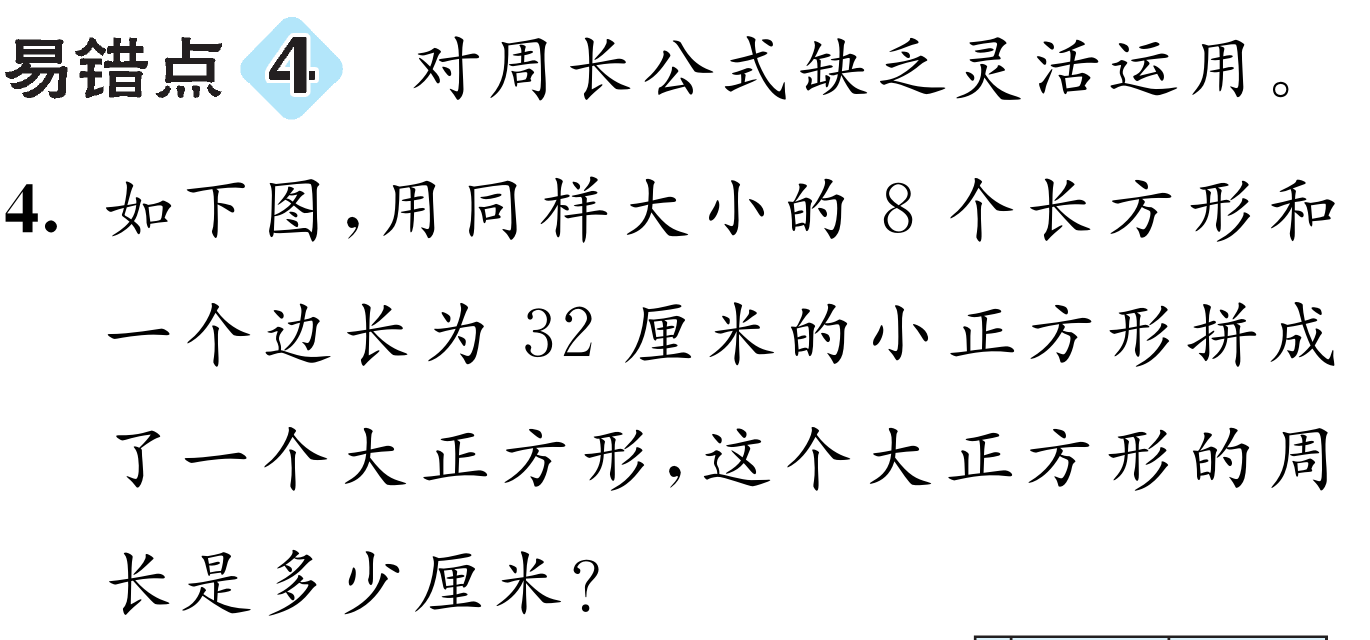 易错点 4 对周长公式缺乏灵活运用。
4. 如下图,用同样大小的 8 个长方形和
一个边长为 32 厘米的小正方形拼成
了一个大正方形,这个大正方形的周
长是多少厘米?